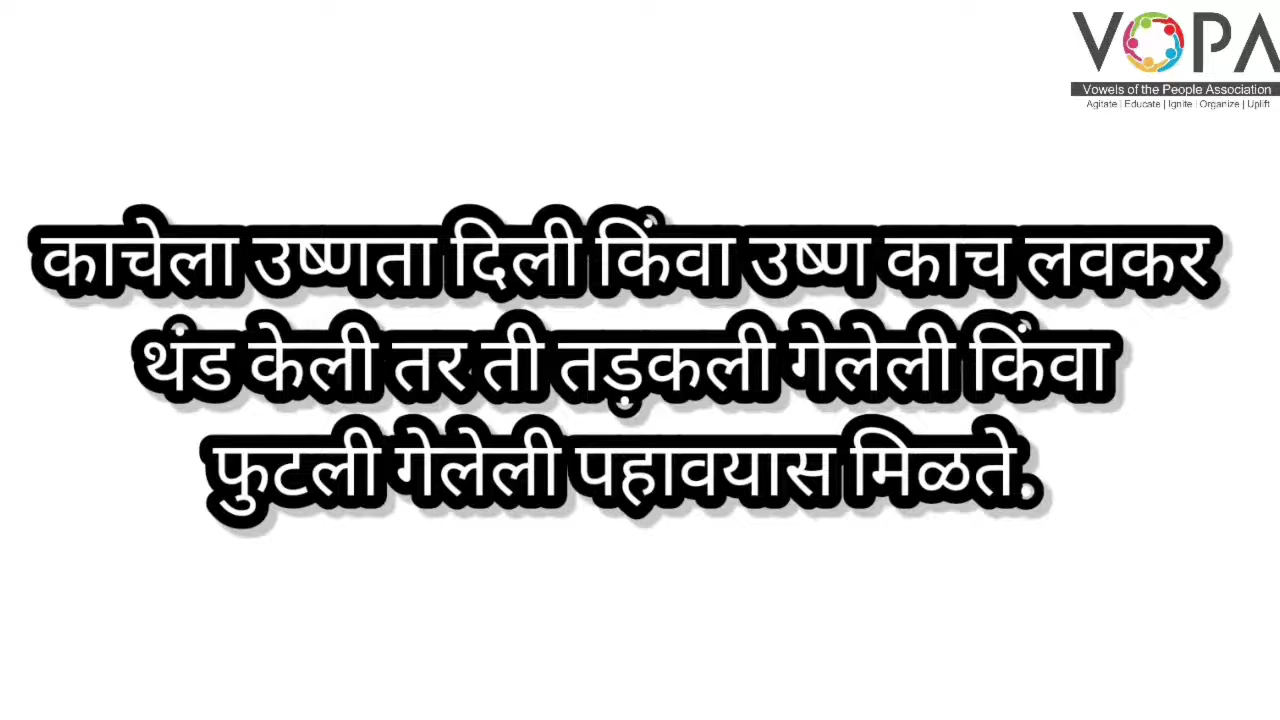 VOPA
Vowels of the People Association
Agitate | Educate | Ignite | Organize | Uplift
काचेला उष्णता दिली किंवा उष्ण काच लवकर
थंड केली तर ती तड़कली गेलेली किंवा
फुटली गेलेली पहावयास मिळते.